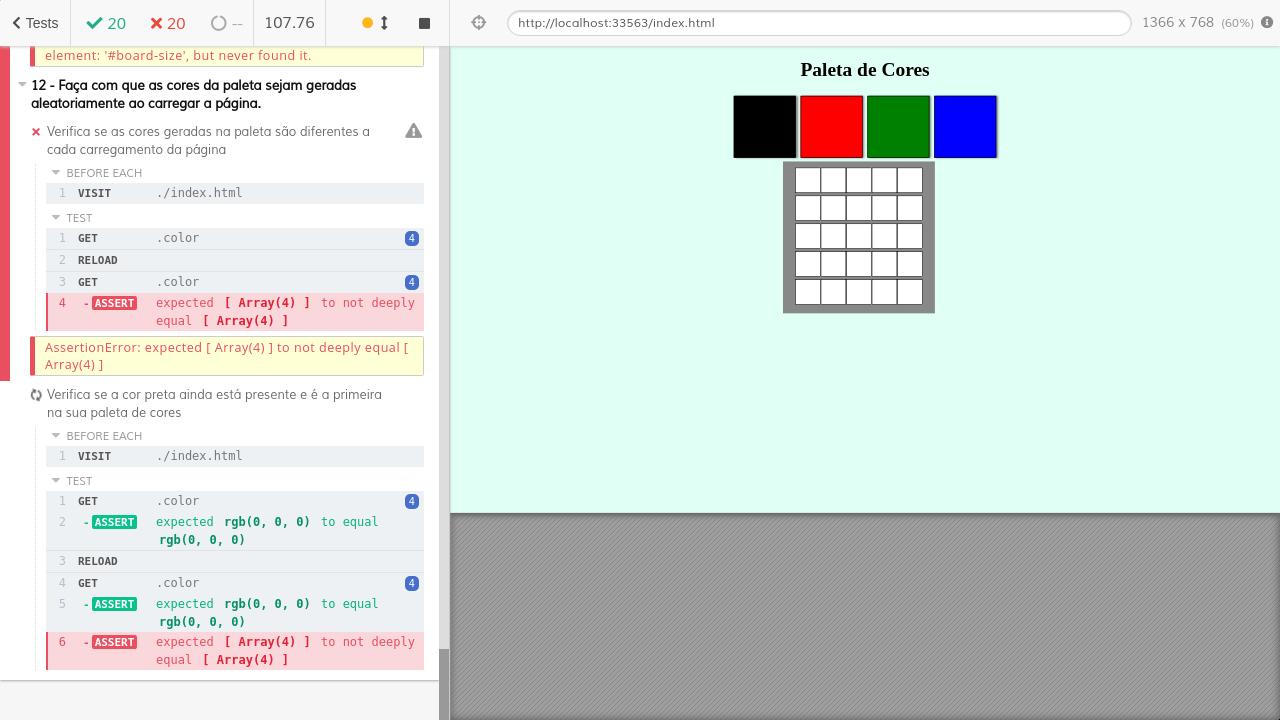 Tests
20
20
--
107.76
http://localhost:33563/index.html
1366 x 768 (60%)
element: '#board-size', but never found it.
12 - Faça com que as cores da paleta sejam geradas
aleatoriamente ao carregar a página.
Verifica se as cores geradas na paleta são diferentes a
cada carregamento da página
BEFORE EACH
1 VISIT ./index.html
TEST
1 GET .color 4
2 RELOAD
3 GET .color 4
4 -ASSERT expected [ Array(4) ] to not deeply
equal [ Array(4) ]
AssertionError: expected [ Array(4) ] to not deeply equal [
Array(4) ]
Verifica se a cor preta ainda está presente e é a primeira
na sua paleta de cores
BEFORE EACH
1 VISIT ./index.html
TEST
1 GET .color 4
2 -ASSERT expected rgb(0, 0, 0) to equal
rgb(0, 0, 0)
3 RELOAD
4 GET .color 4
5 -ASSERT expected rgb(0, 0, 0) to equal
rgb(0, 0, 0)
6 -ASSERT expected [ Array(4) ] to not deeply
equal [ Array(4) ]
Paleta de Cores